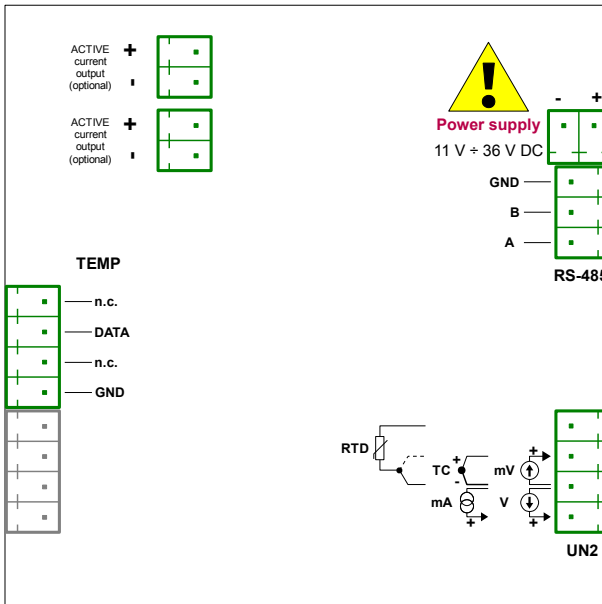 ACTIVE
current
output
(optional)
+
-
ACTIVE
current
output
(optional)
+
-
!
- +
Power supply
11 V ÷ 36 V DC
GND
B
A
RS-485
TEMP
n.c.
DATA
n.c.
GND
RTD
+
TC
-
mV
+
mA
+
V
+
UN2